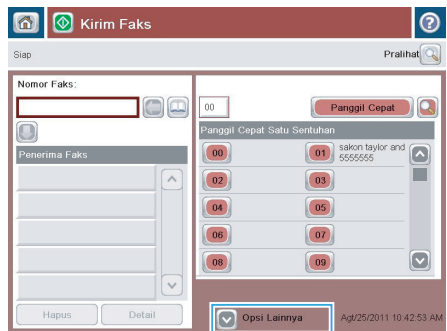 Kirim Faks
Siap
Pralihat
Nomor Faks:
Penerima Faks
Hapus
Detail
00
Panggil Cepat
Panggil Cepat Satu Sentuhan
00
01
sakon taylor and
5555555
02
03
04
05
06
07
08
09
Opsi Lainnya
Agt/25/2011 10:42:53 AM